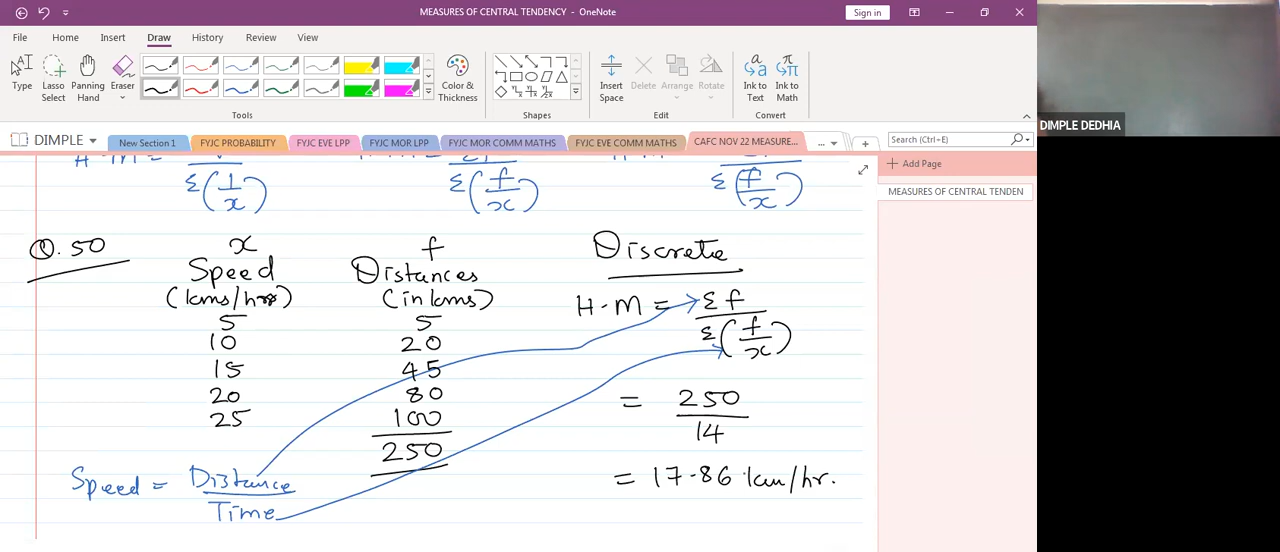 MEASURES OF CENTRAL TENDENCY - OneNote
Sign in
File Home Insert Draw History Review View
Type
Lasso Select
Panning Hand
Eraser
Color & Thickness
Insert Space
Delete
Arrange
Rotate
Ink to Text
Ink to Math
Tools
Shapes
Edit
Convert
DIMPLE
New Section 1
FYJC PROBABILITY
FYJC EVE LPP
FYJC MOR LPP
FYJC MOR COMM MATHS
FYJC EVE COMM MATHS
CAFC NOV 22 MEASURE...
Search (Ctrl+E)
Add Page
MEASURES OF CENTRAL TENDEN
DIMPLE DEDHIA
Σ(1/x)
Σ(f/x)
Σ(f/x)
Q. 50
x f
Speed Distances
(kms/hr) (in kms)
5 5
10 20
15 45
20 80
25 100
250
Discrete
H.M = Σf / Σ(f/x)
= 250/14
= 17.86 km/hr.
Speed = Distance / Time